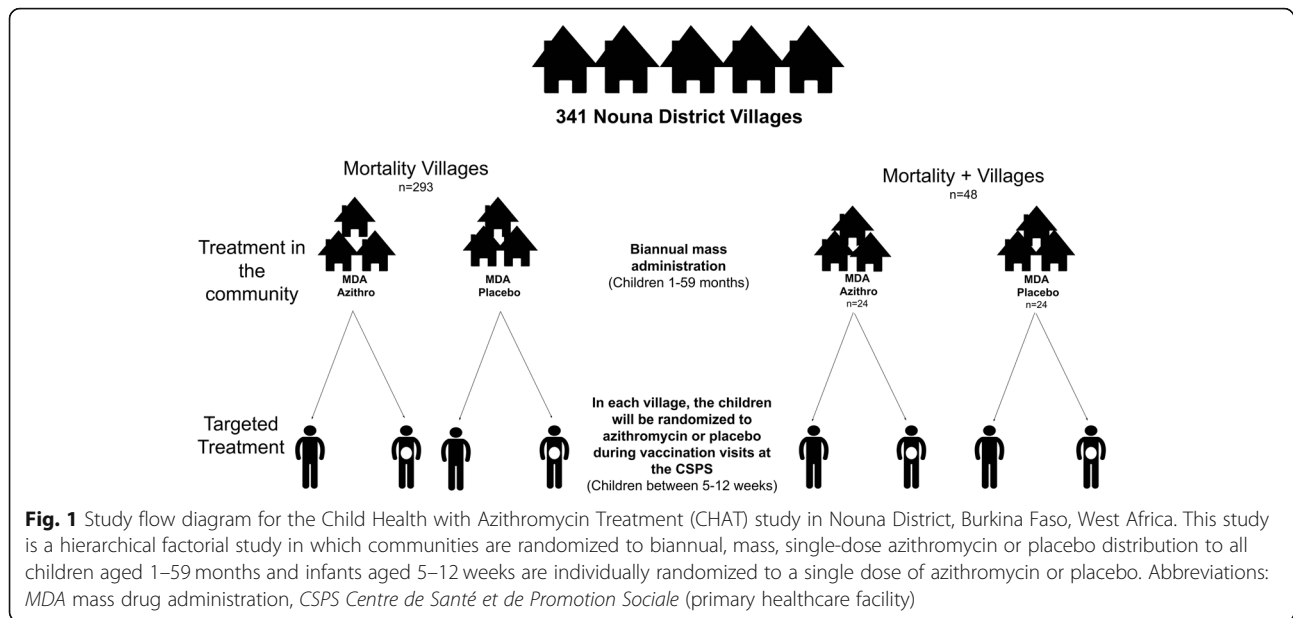 341 Nouna District Villages
Mortality Villages
n=293
Mortality + Villages
n=48
Treatment in
the
community
MDA
Azithro
MDA
Placebo
Biannual mass
administration
(Children 1-59 months)
MDA
Azithro
n=24
MDA
Placebo
n=24
Targeted
Treatment
In each village, the children
will be randomized to
azithromycin or placebo
during vaccination visits at
the CSPS
(Children between 5-12 weeks)
Fig. 1 Study flow diagram for the Child Health with Azithromycin Treatment (CHAT) study in Nouna District, Burkina Faso, West Africa. This study
is a hierarchical factorial study in which communities are randomized to biannual, mass, single-dose azithromycin or placebo distribution to all
children aged 1–59 months and infants aged 5–12 weeks are individually randomized to a single dose of azithromycin or placebo. Abbreviations:
MDA mass drug administration, CSPS Centre de Santé et de Promotion Sociale (primary healthcare facility)